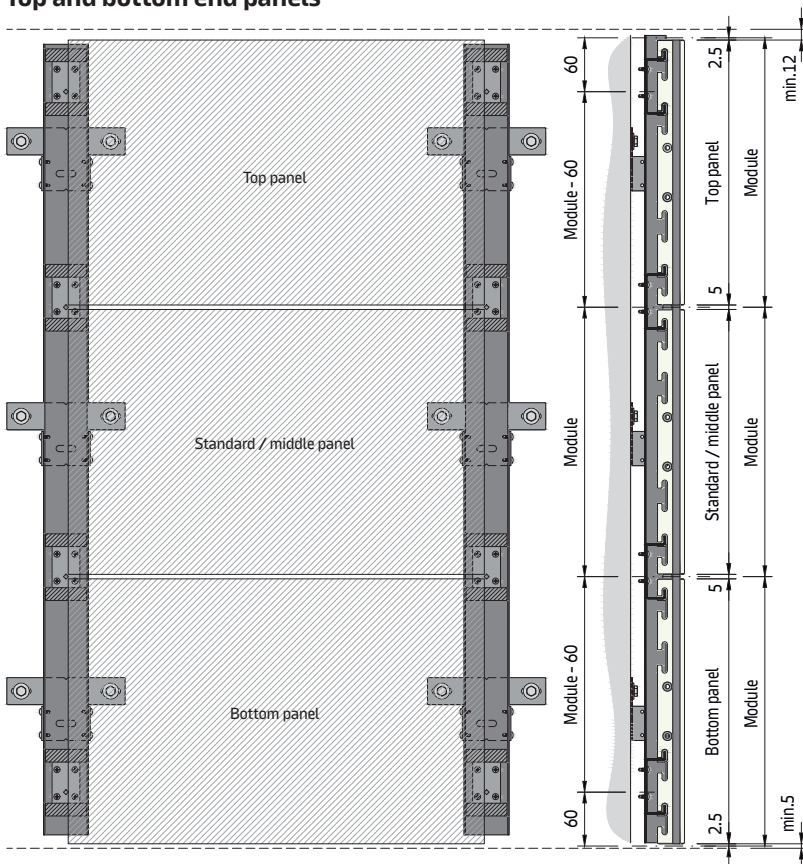 Top and bottom end panels
Top panel
Standard / middle panel
Bottom panel
60
Module - 60
Module
Module - 60
60
2.5
Top panel
5
Standard / middle panel
5
Bottom panel
2.5
Module
Module
Module
min.12
min.5